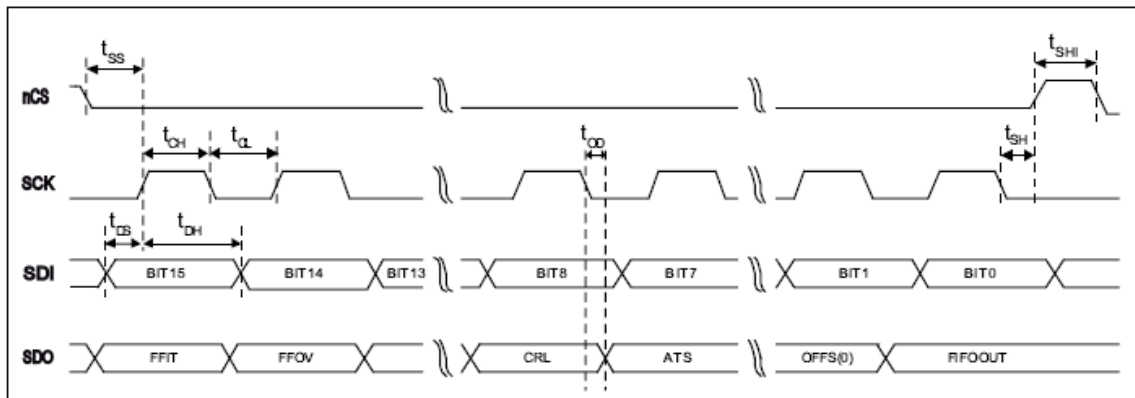 tSS
tSHI
nCS
tCH tCL tOD tSH
SCK
tDS tDH
SDI BIT15 BIT14 BIT13 BIT8 BIT7 BIT1 BIT0
SDO FFIT FFOV CRL ATS OFFS(0) FIFOOUT